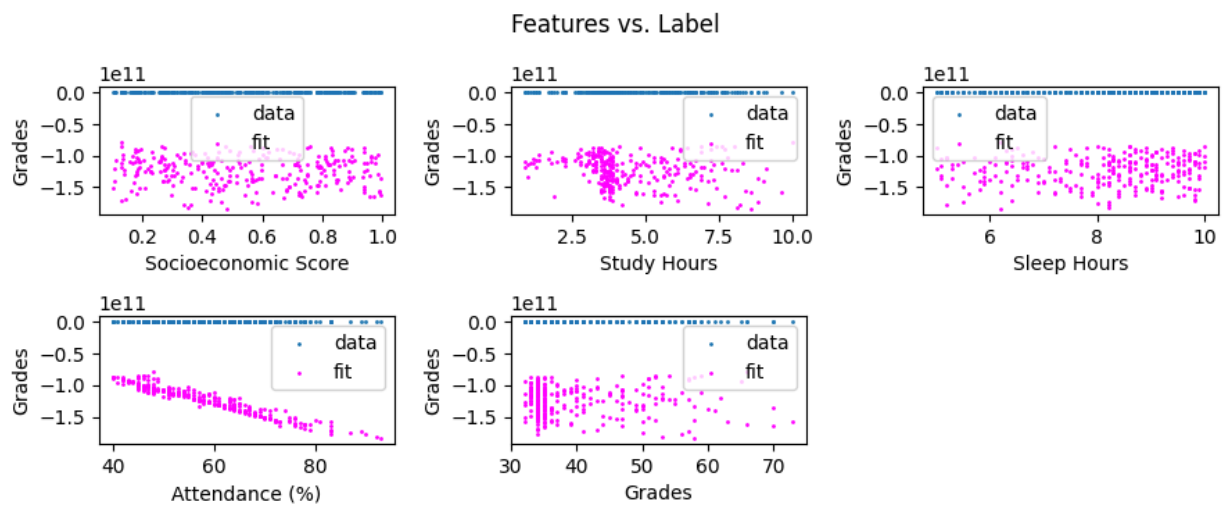 Features vs. Label
1e11
0.0
−0.5
−1.0
−1.5
Grades
data
fit
0.2 0.4 0.6 0.8 1.0
Socioeconomic Score
1e11
0.0
−0.5
−1.0
−1.5
Grades
data
fit
2.5 5.0 7.5 10.0
Study Hours
1e11
0.0
−0.5
−1.0
−1.5
Grades
data
fit
6 8 10
Sleep Hours
1e11
0.0
−0.5
−1.0
−1.5
Grades
data
fit
40 60 80
Attendance (%)
1e11
0.0
−0.5
−1.0
−1.5
Grades
data
fit
30 40 50 60 70
Grades